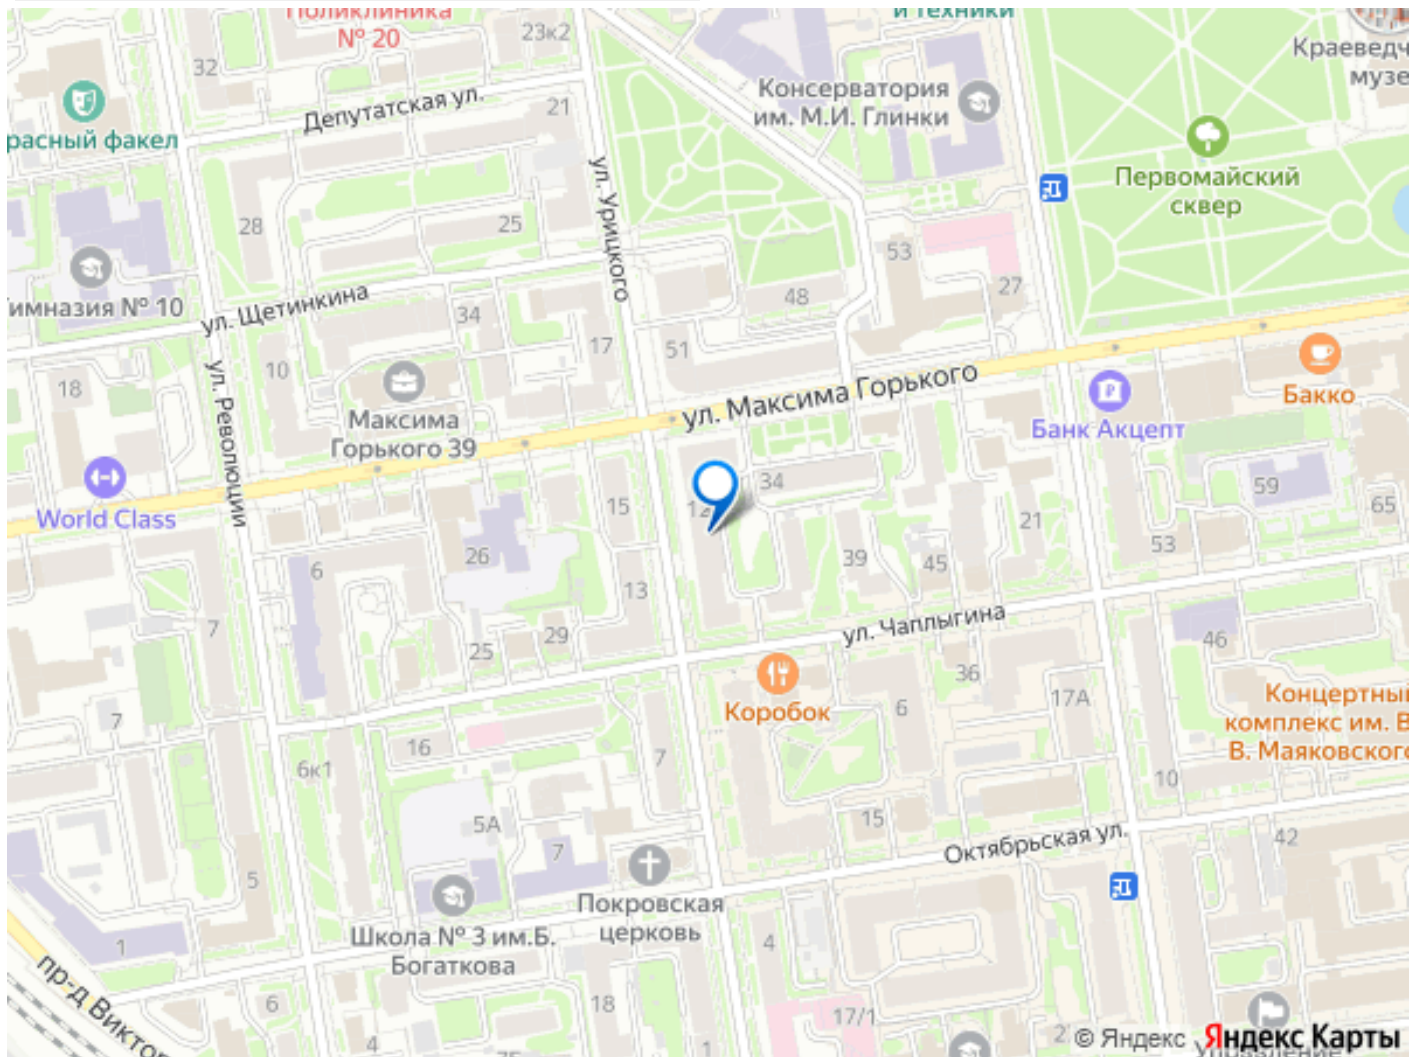 Поликлиника
№ 20
и техники
23к2
32
Краеведч
музе
Консерватория
им. М.И. Глинки
Депутатская ул.
21
расный факел
Первомайский
сквер
ул. Урицкого
28
25
53
27
48
имназия № 10
ул. Щетинкина
34
17
51
10
18
ул. Революции
Максима
Горького 39
ул. Максима Горького
Бакко
Банк Акцепт
World Class
34
59
65
15
12
21
53
26
39
45
6
13
7
29
25
ул. Чаплыгина
46
36
17А
Коробок
6
Концертны
комплекс им. В
В. Маяковского
7
16
7
6к1
10
15
5А
7
Октябрьская ул.
42
5
Покровская
церковь
Школа № 3 им.Б.
Богаткова
4
1
пр-д Виктор
6
18
17/1
4
75
2
Управление
© Яндекс Яндекс Карты